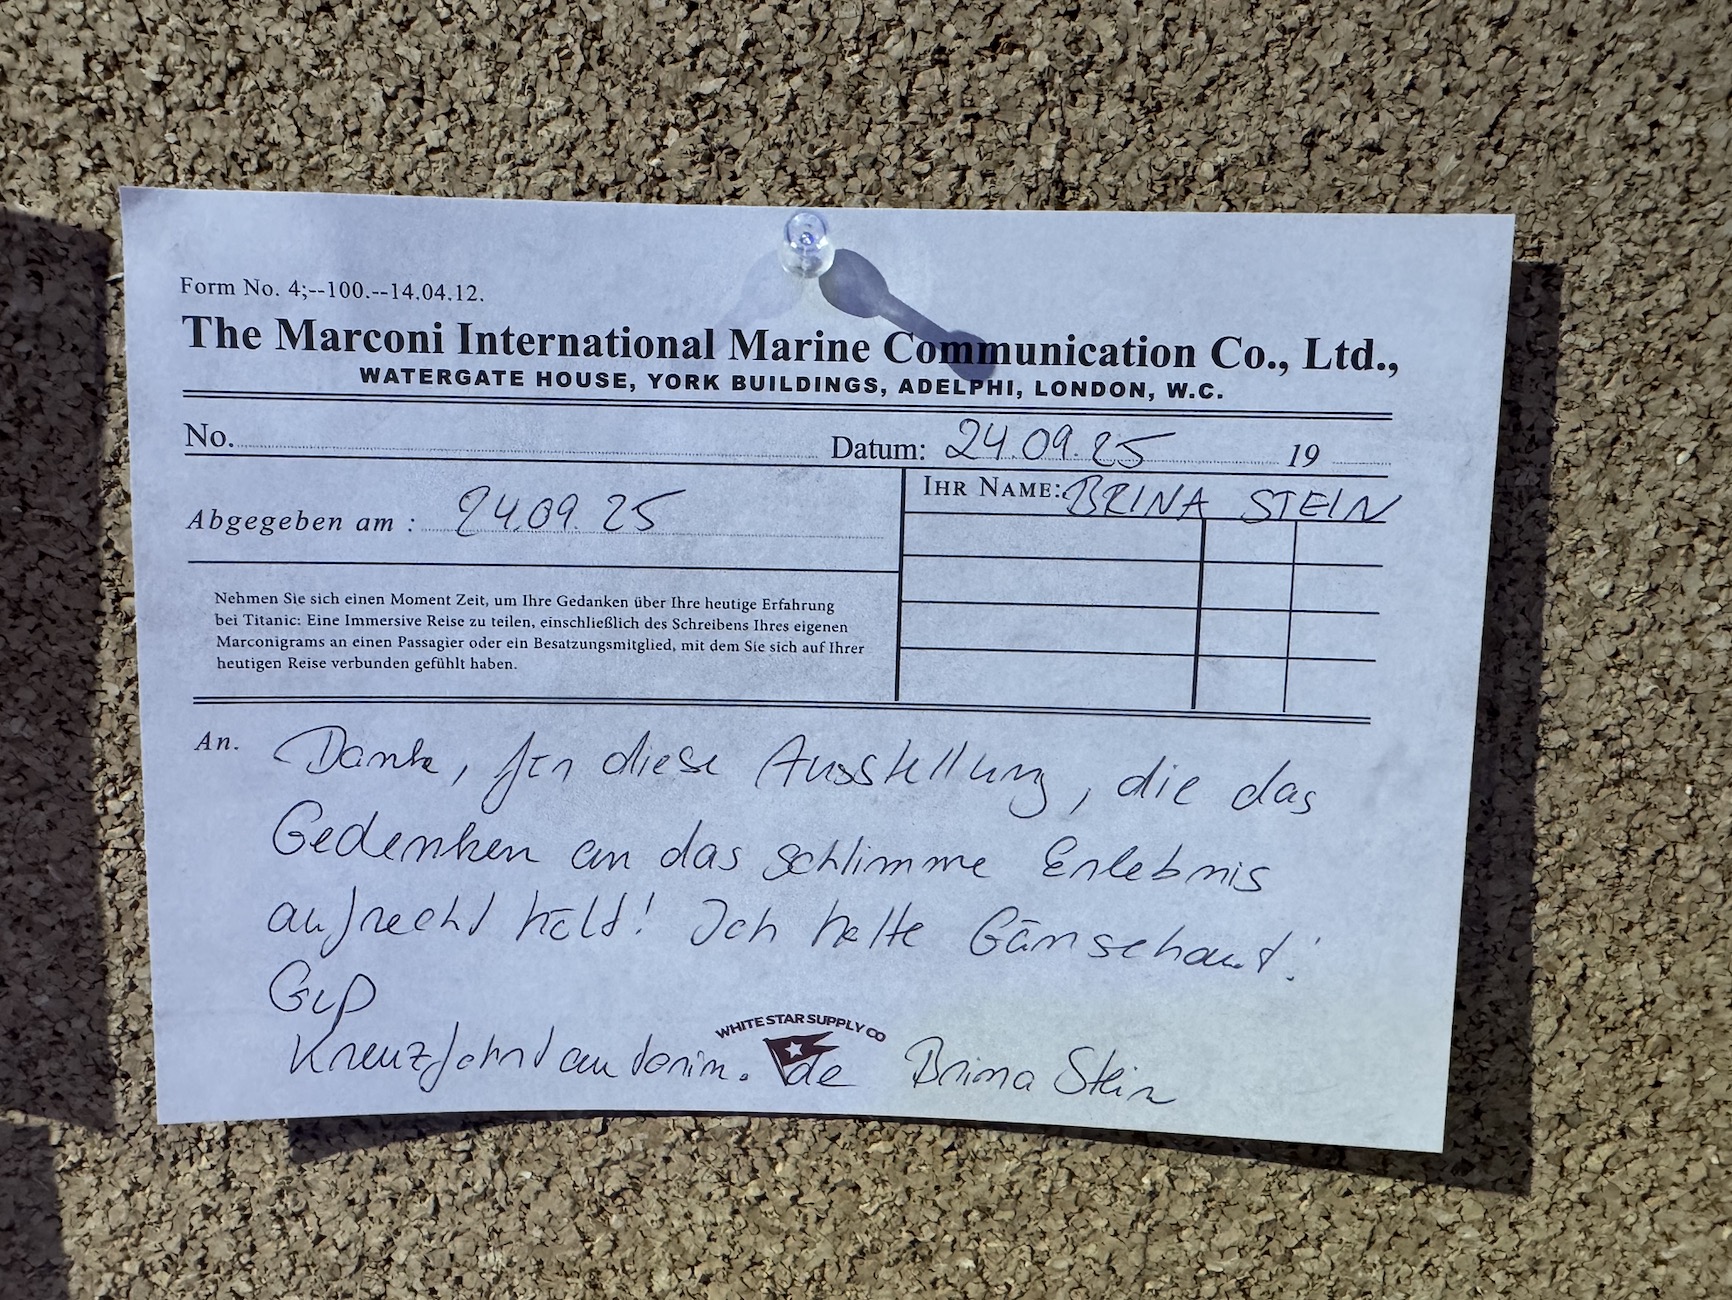 Form No. 4;--100.--14.04.12.
The Marconi International Marine Communication Co., Ltd.,
WATERGATE HOUSE, YORK BUILDINGS, ADELPHI, LONDON, W.C.
No. Datum: 24.09.25 19
Abgegeben am : 24.09.25
IHR NAME: BRINA STEIN
Nehmen Sie sich einen Moment Zeit, um Ihre Gedanken über Ihre heutige Erfahrung
bei Titanic: Eine Immersive Reise zu teilen, einschließlich des Schreibens Ihres eigenen
Marconigrams an einen Passagier oder ein Besatzungsmitglied, mit dem Sie sich auf Ihrer
heutigen Reise verbunden gefühlt haben.
An. Danke, für diese Ausstellung, die das
Gedenken an das schlimme Erlebnis
aufrecht hält! Ich hatte Gänsehaut!
WHITE STAR SUPPLY CO
Kreuzfahrtautorin.de Brina Stein